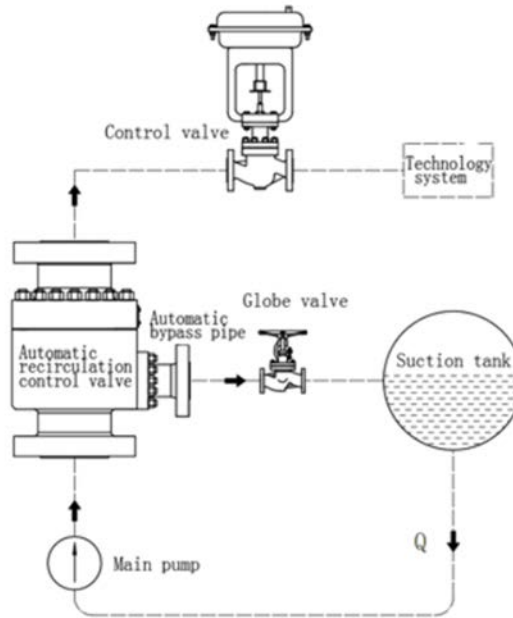 Control valve
Technology
system
Globe valve
Automatic
bypass pipe
Automatic
recirculation
control valve
Suction tank
Q
Main pump